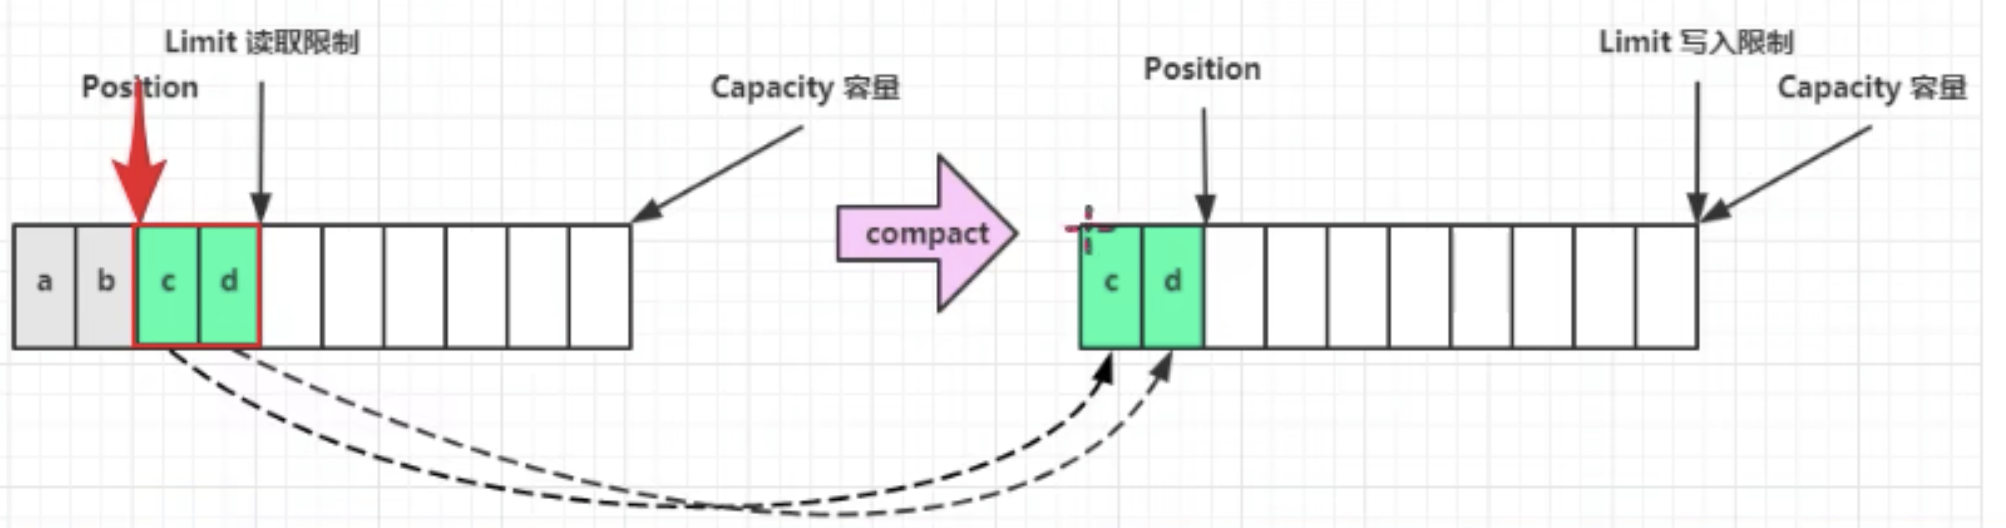 Limit 读取限制
Position
Capacity 容量
a b c d
compact
Position
Limit 写入限制
Capacity 容量
c d